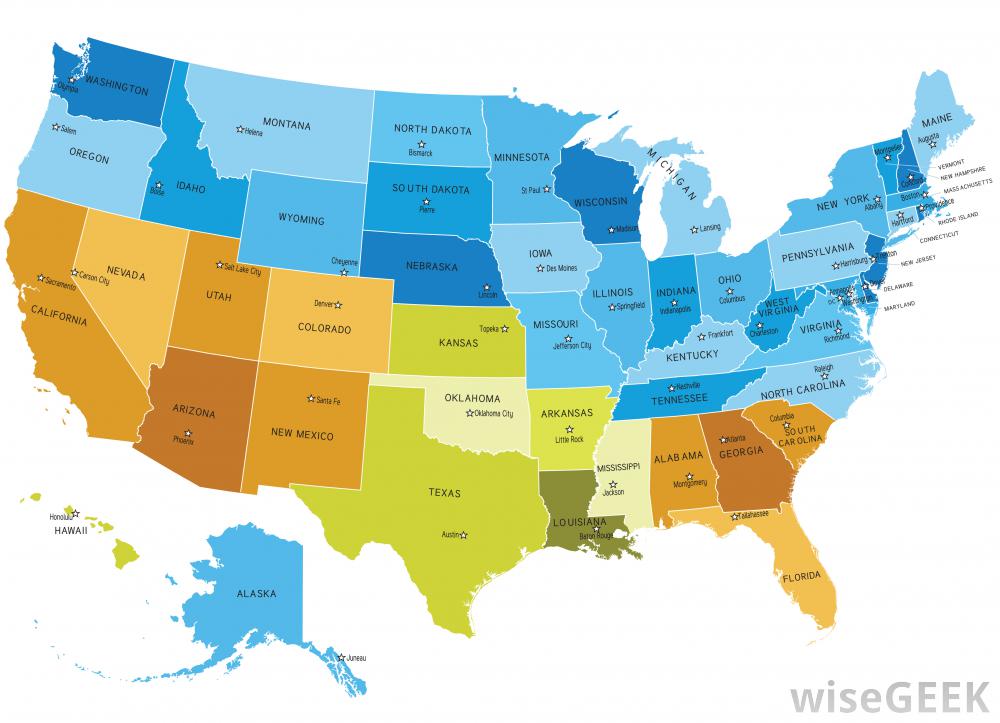 WASHINGTON
Olympia
Salem
OREGON
MONTANA
Helena
IDAHO
Boise
WYOMING
Cheyenne
NORTH DAKOTA
Bismarck
SOUTH DAKOTA
Pierre
NEBRASKA
Lincoln
MINNESOTA
St Paul
WISCONSIN
Madison
MICHIGAN
Lansing
IOWA
Des Moines
ILLINOIS
Springfield
INDIANA
Indianapolis
OHIO
Columbus
MISSOURI
Jefferson City
KENTUCKY
Frankfort
WEST
VIRGINIA
Charleston
VIRGINIA
Richmond
PENNSYLVANIA
Harrisburg
NEW YORK
Albany
MAINE
Augusta
Montpelier
VERMONT
Concord
NEW HAMPSHIRE
Boston
MASSACHUSETTS
Providence
RHODE ISLAND
Hartford
CONNECTICUT
Trenton
NEW JERSEY
Dover
DELAWARE
Annapolis
MARYLAND
DC
Washington
NEVADA
Carson City
Sacramento
CALIFORNIA
Salt Lake City
UTAH
Denver
COLORADO
Topeka
KANSAS
ARIZONA
Phoenix
Santa Fe
NEW MEXICO
OKLAHOMA
Oklahoma City
TEXAS
Austin
ARKANSAS
Little Rock
LOUISIANA
Baton Rouge
MISSISSIPPI
Jackson
ALABAMA
Montgomery
Nashville
TENNESSEE
Raleigh
NORTH CAROLINA
Columbia
SOUTH
CAROLINA
Atlanta
GEORGIA
Tallahassee
FLORIDA
Honolulu
HAWAII
ALASKA
Juneau
wiseGEEK